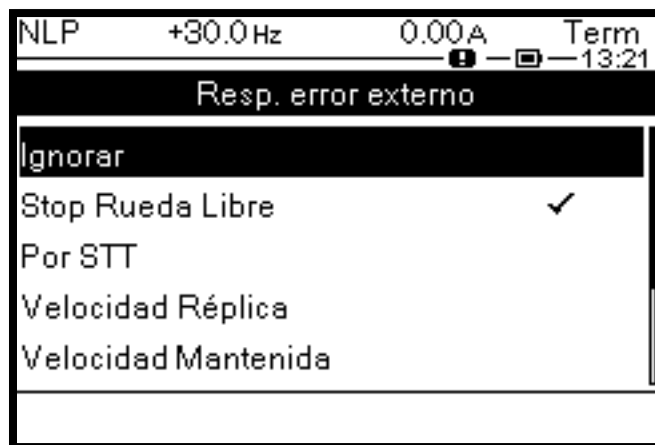 NLP +30.0Hz 0.00A Term
13:21
Resp. error externo
Ignorar
Stop Rueda Libre
Por STT
Velocidad Réplica
Velocidad Mantenida